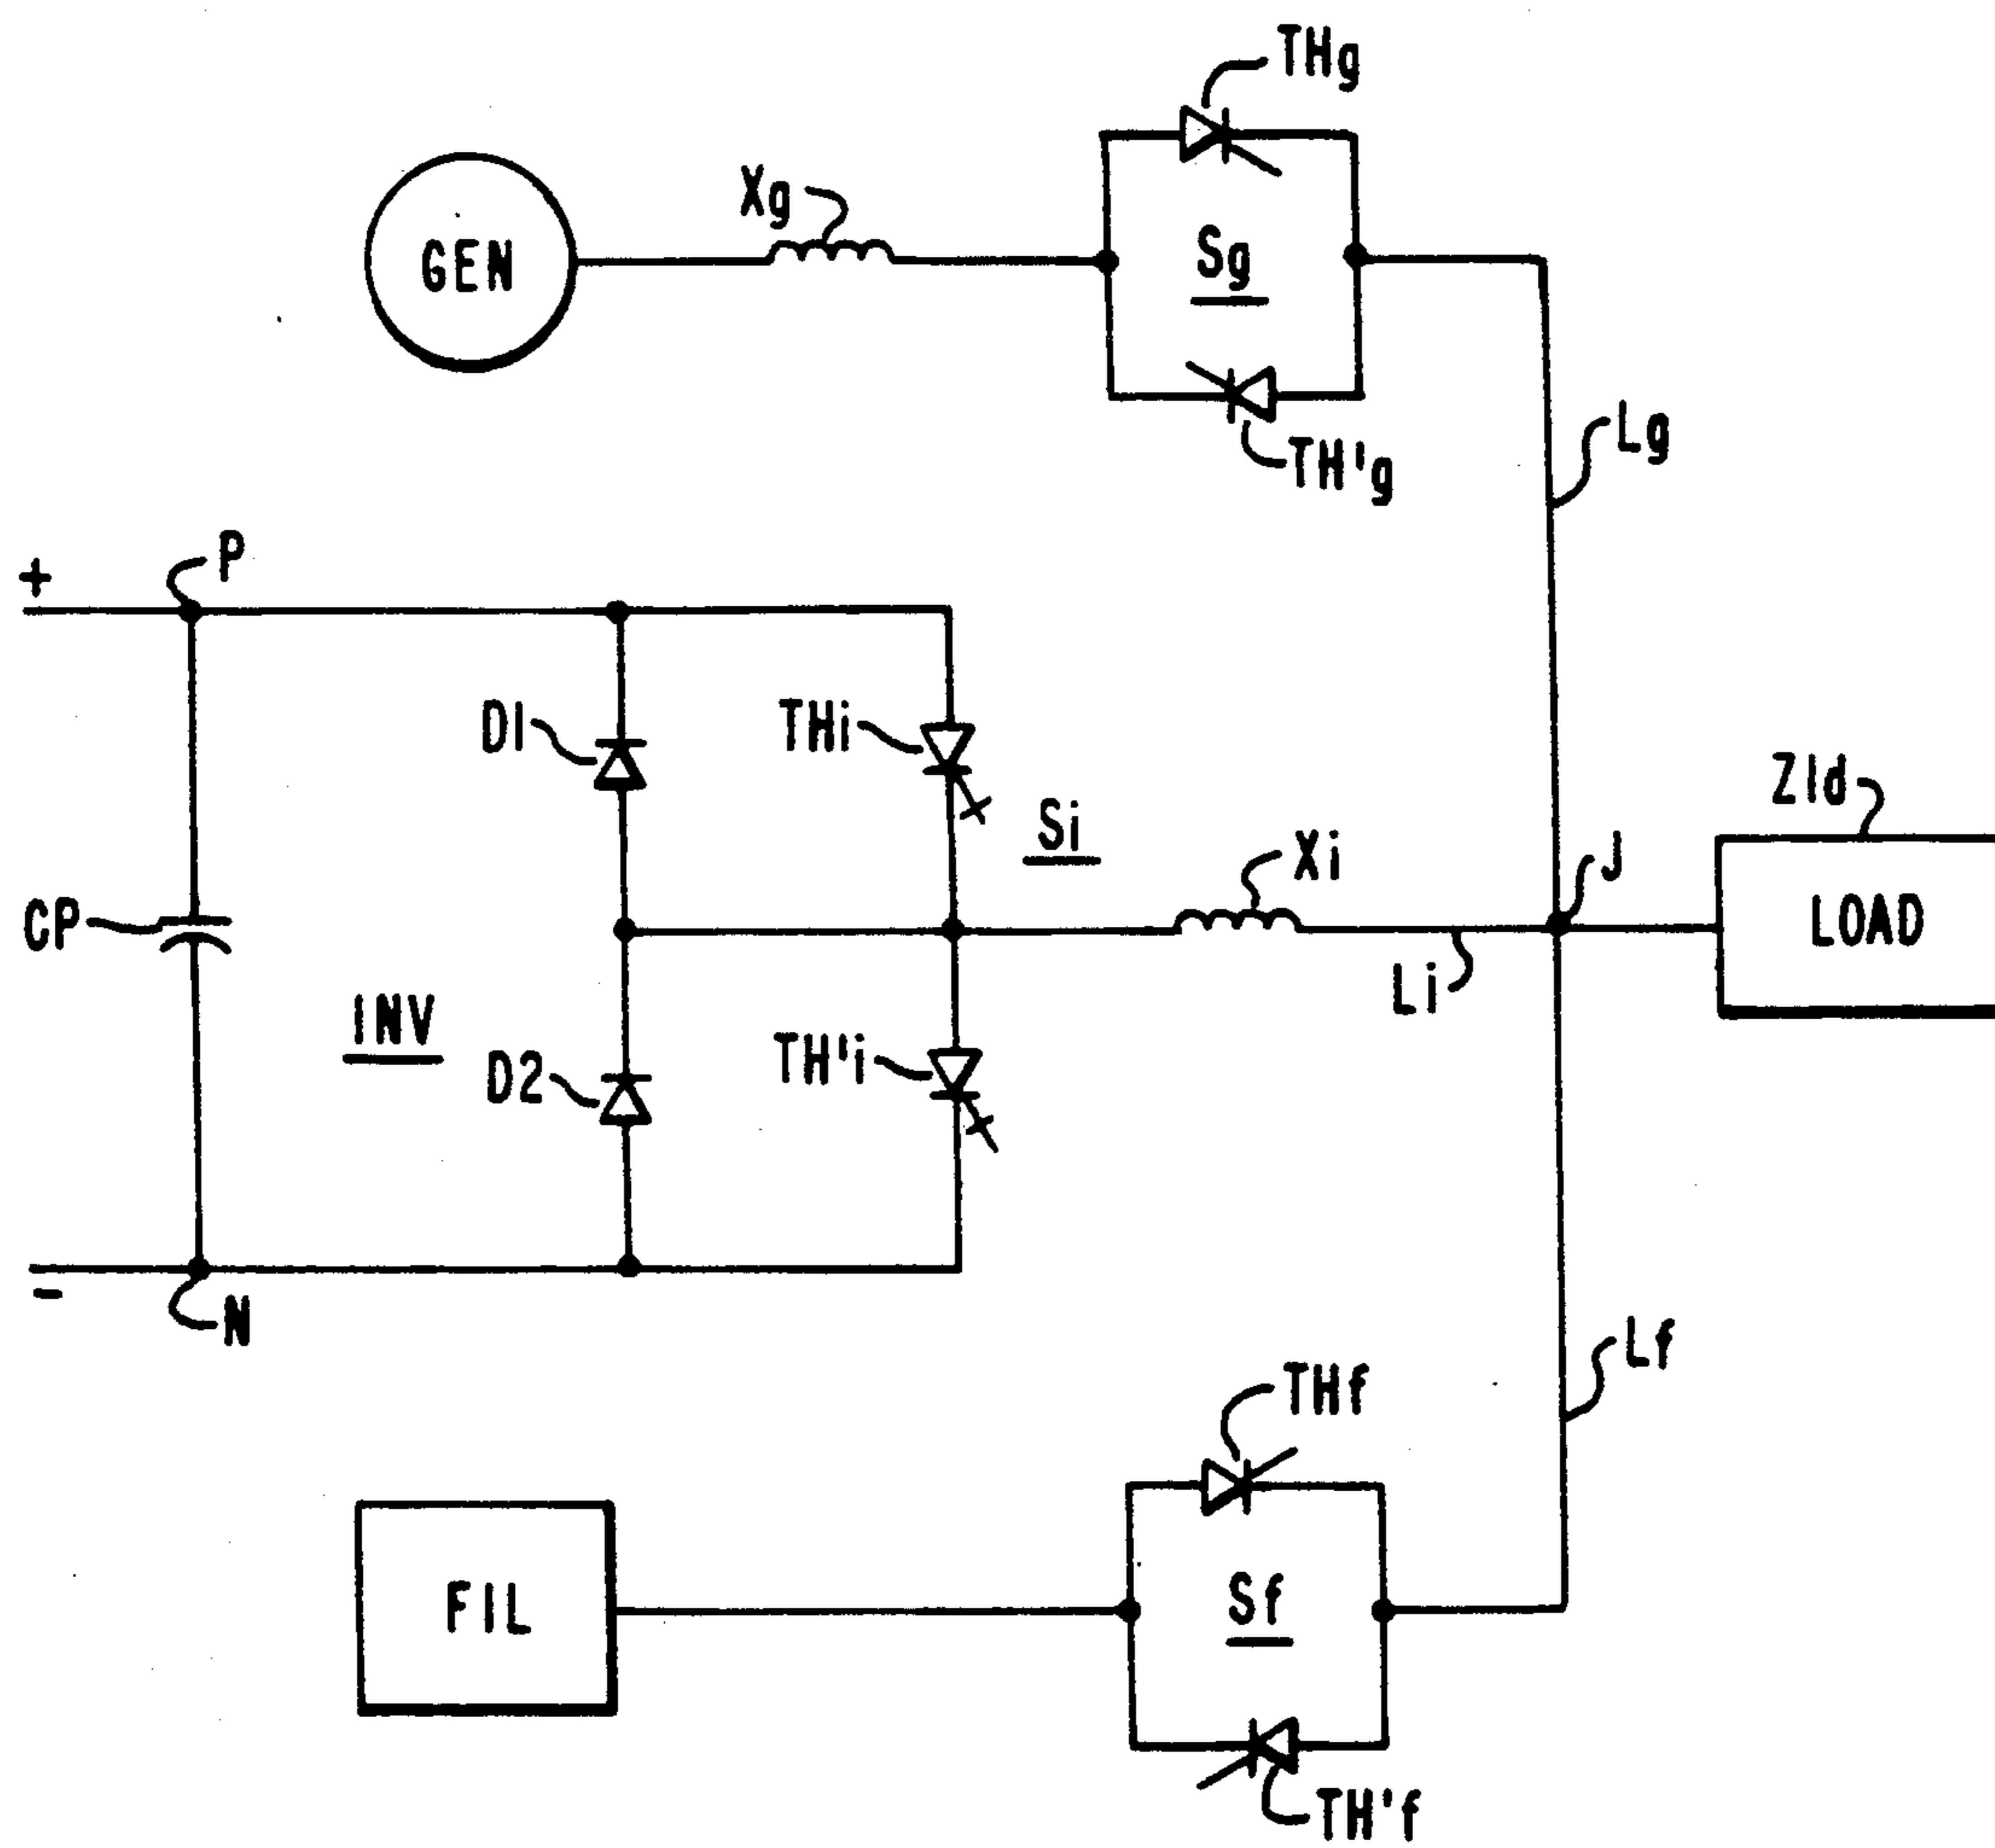 THg
Xg
GEN
Sg
TH'g
Lg
P
+
D1
THi
Si
Xi
Zld
J
CP
LOAD
Li
INV
D2
TH'i
-
N
Lf
THf
FIL
Sf
TH'f